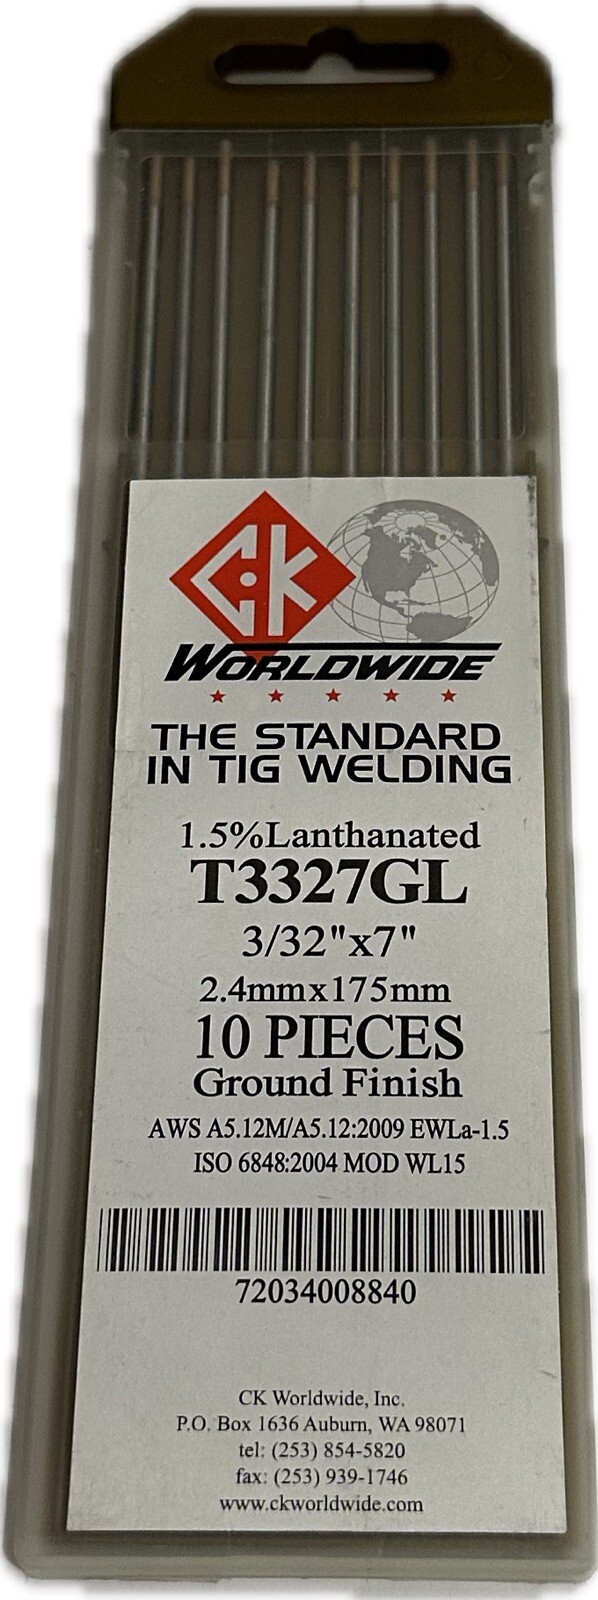 CK
WORLDWIDE
THE STANDARD
IN TIG WELDING
1.5%Lanthanated
T3327GL
3/32"x7"
2.4mmx175mm
10 PIECES
Ground Finish
AWS A5.12M/A5.12:2009 EWLa-1.5
ISO 6848:2004 MOD WL15
72034008840
CK Worldwide, Inc.
P.O. Box 1636 Auburn, WA 98071
tel: (253) 854-5820
fax: (253) 939-1746
www.ckworldwide.com